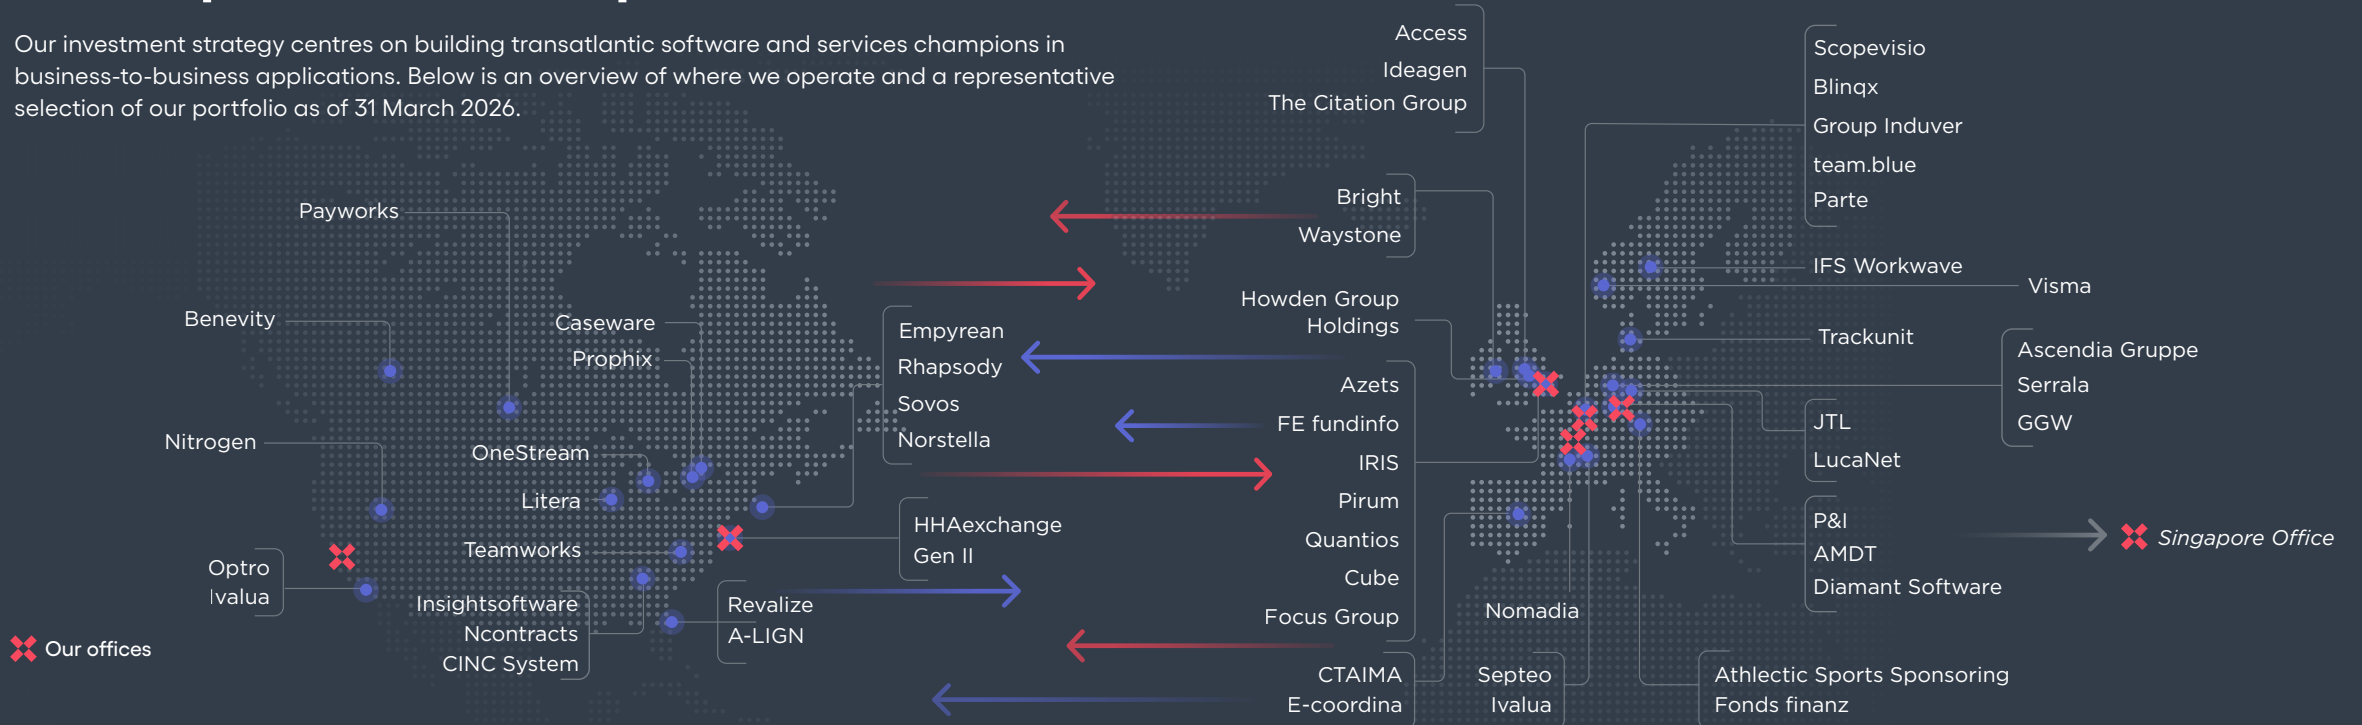 Our investment strategy centres on building transatlantic software and services champions in
business-to-business applications. Below is an overview of where we operate and a representative
selection of our portfolio as of 31 March 2026.
Payworks
Benevity
Nitrogen
Optro
Ivalua
Our offices
Caseware
Prophix
OneStream
Litera
Teamworks
Insightsoftware
Ncontracts
CINC System
Empyrean
Rhapsody
Sovos
Norstella
HHAexchange
Gen II
Revalize
A-LIGN
Access
Ideagen
The Citation Group
Bright
Waystone
Howden Group
Holdings
Azets
FE fundinfo
IRIS
Pirum
Quantios
Cube
Focus Group
CTAIMA
E-coordina
Nomadia
Septeo
Ivalua
Scopevisio
Blinqx
Group Induver
team.blue
Parte
IFS Workwave
Visma
Trackunit
Ascendia Gruppe
Serrala
GGW
JTL
LucaNet
P&I
AMDT
Diamant Software
Singapore Office
Athlectic Sports Sponsoring
Fonds finanz